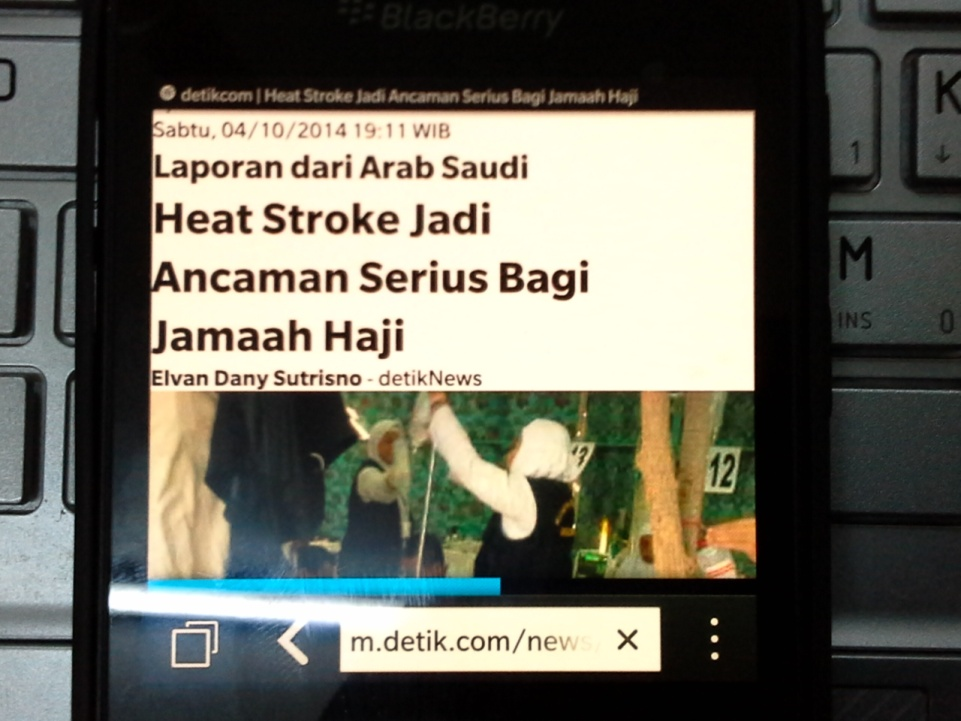 BlackBerry
detikcom | Heat Stroke Jadi Ancaman Serius Bagi Jamaah Haji
Sabtu, 04/10/2014 19:11 WIB
Laporan dari Arab Saudi
Heat Stroke Jadi
Ancaman Serius Bagi
Jamaah Haji
Elvan Dany Sutrisno - detikNews
13
12
m.detik.com/news/
K
1
M
INS
0